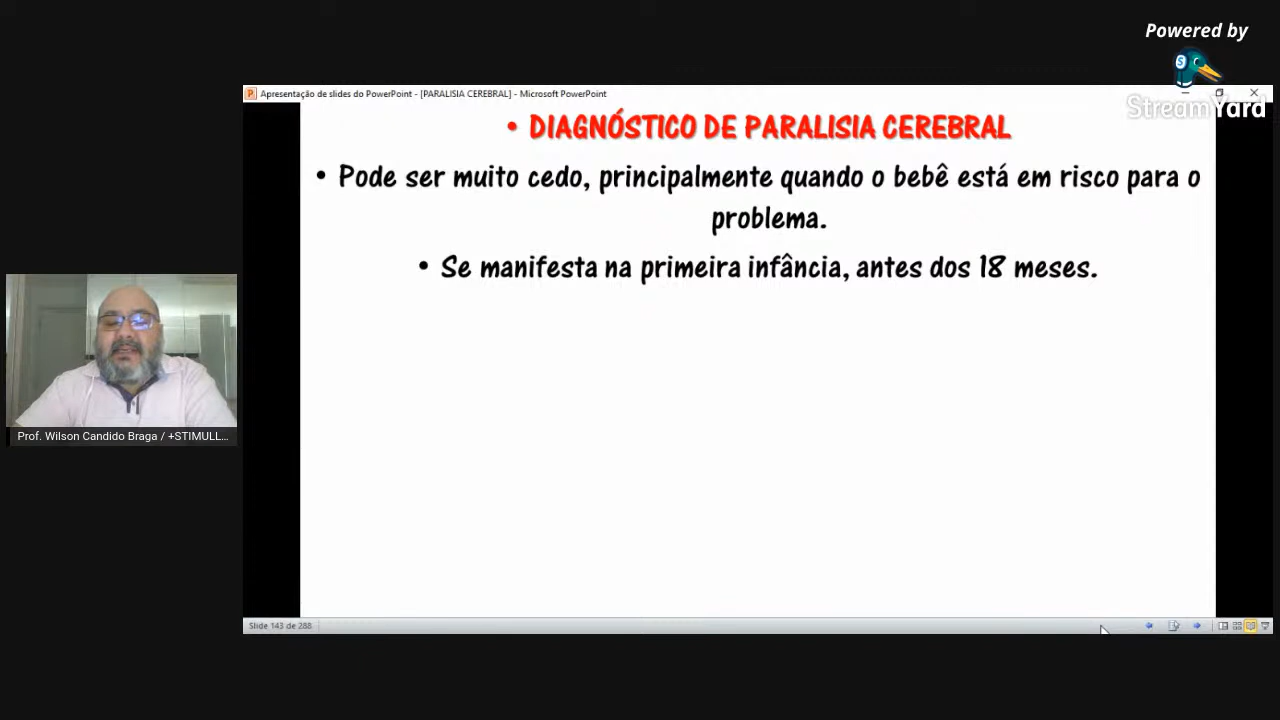 Powered by
StreamYard
Apresentação de slides do PowerPoint - [PARALISIA CEREBRAL] - Microsoft PowerPoint
• DIAGNÓSTICO DE PARALISIA CEREBRAL
• Pode ser muito cedo, principalmente quando o bebê está em risco para o
problema.
• Se manifesta na primeira infância, antes dos 18 meses.
Prof. Wilson Candido Braga / +STIMULL...
Slide 143 de 288